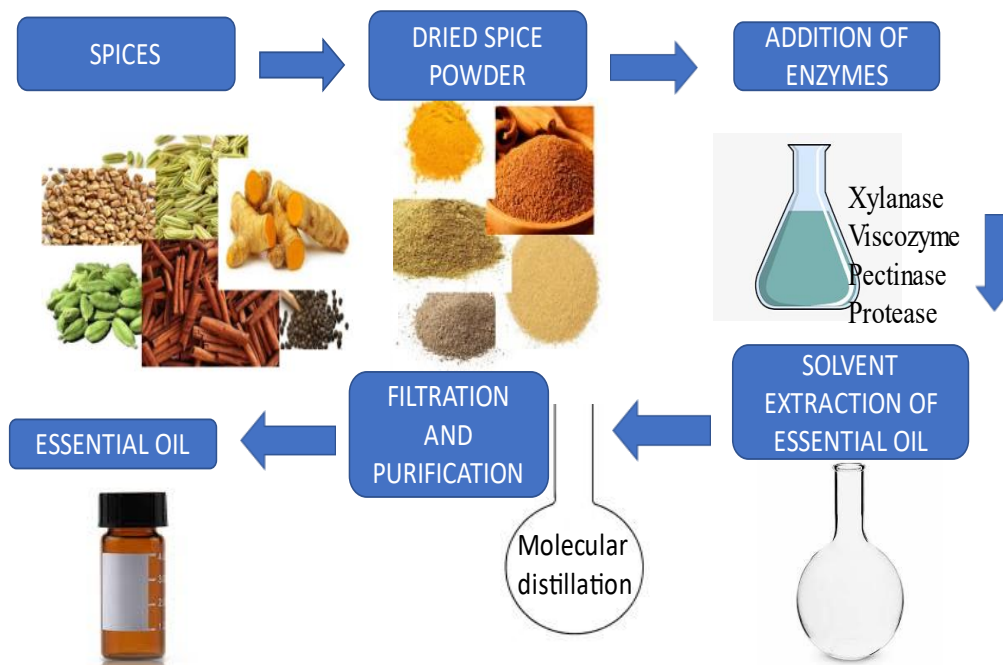 SPICES
DRIED SPICE
POWDER
ADDITION OF
ENZYMES
Xylanase
Viscozyme
Pectinase
Protease
SOLVENT
EXTRACTION OF
ESSENTIAL OIL
FILTRATION
AND
PURIFICATION
Molecular
distillation
ESSENTIAL OIL